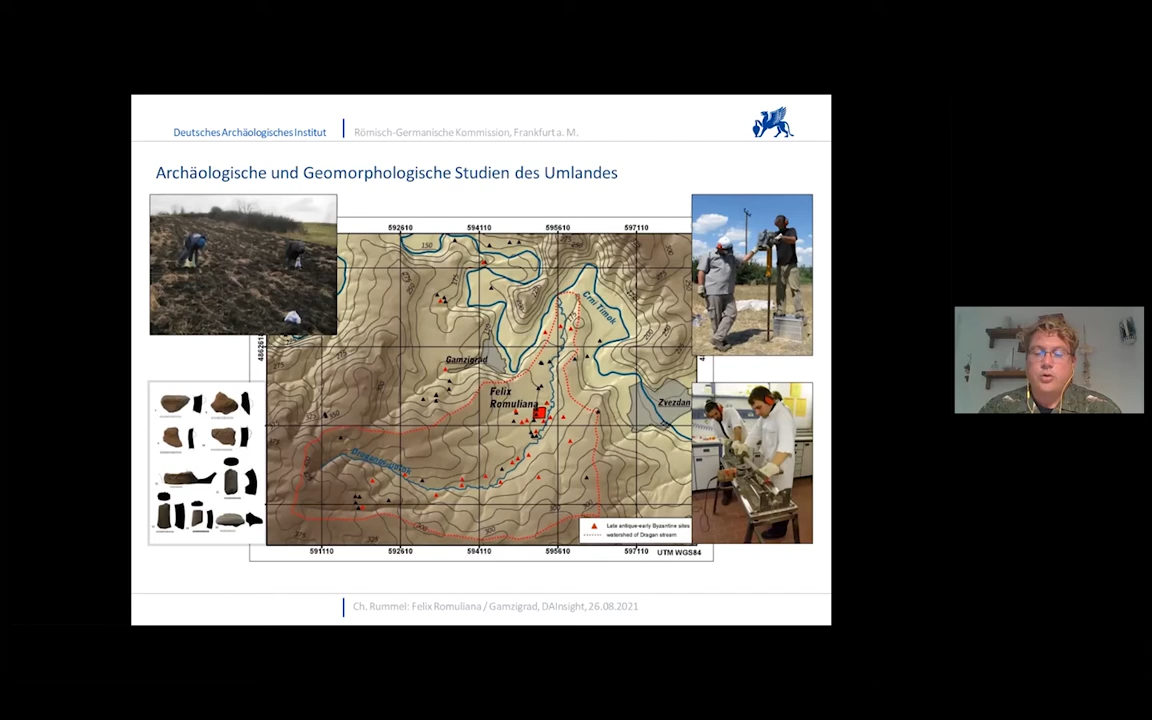 Deutsches Archäologisches Institut
Römisch-Germanische Kommission, Frankfurt a. M.
Archäologische und Geomorphologische Studien des Umlandes
592610 594110 595610 597110
Crni Timok
Gamzigrad
Felix
Romuliana
Zvezdan
Late antique-early Byzantine sites
watershed of Dragan stream
591110 592610 594110 595610 597110 UTM WGS84
Ch. Rummel: Felix Romuliana / Gamzigrad, DAInsight, 26.08.2021